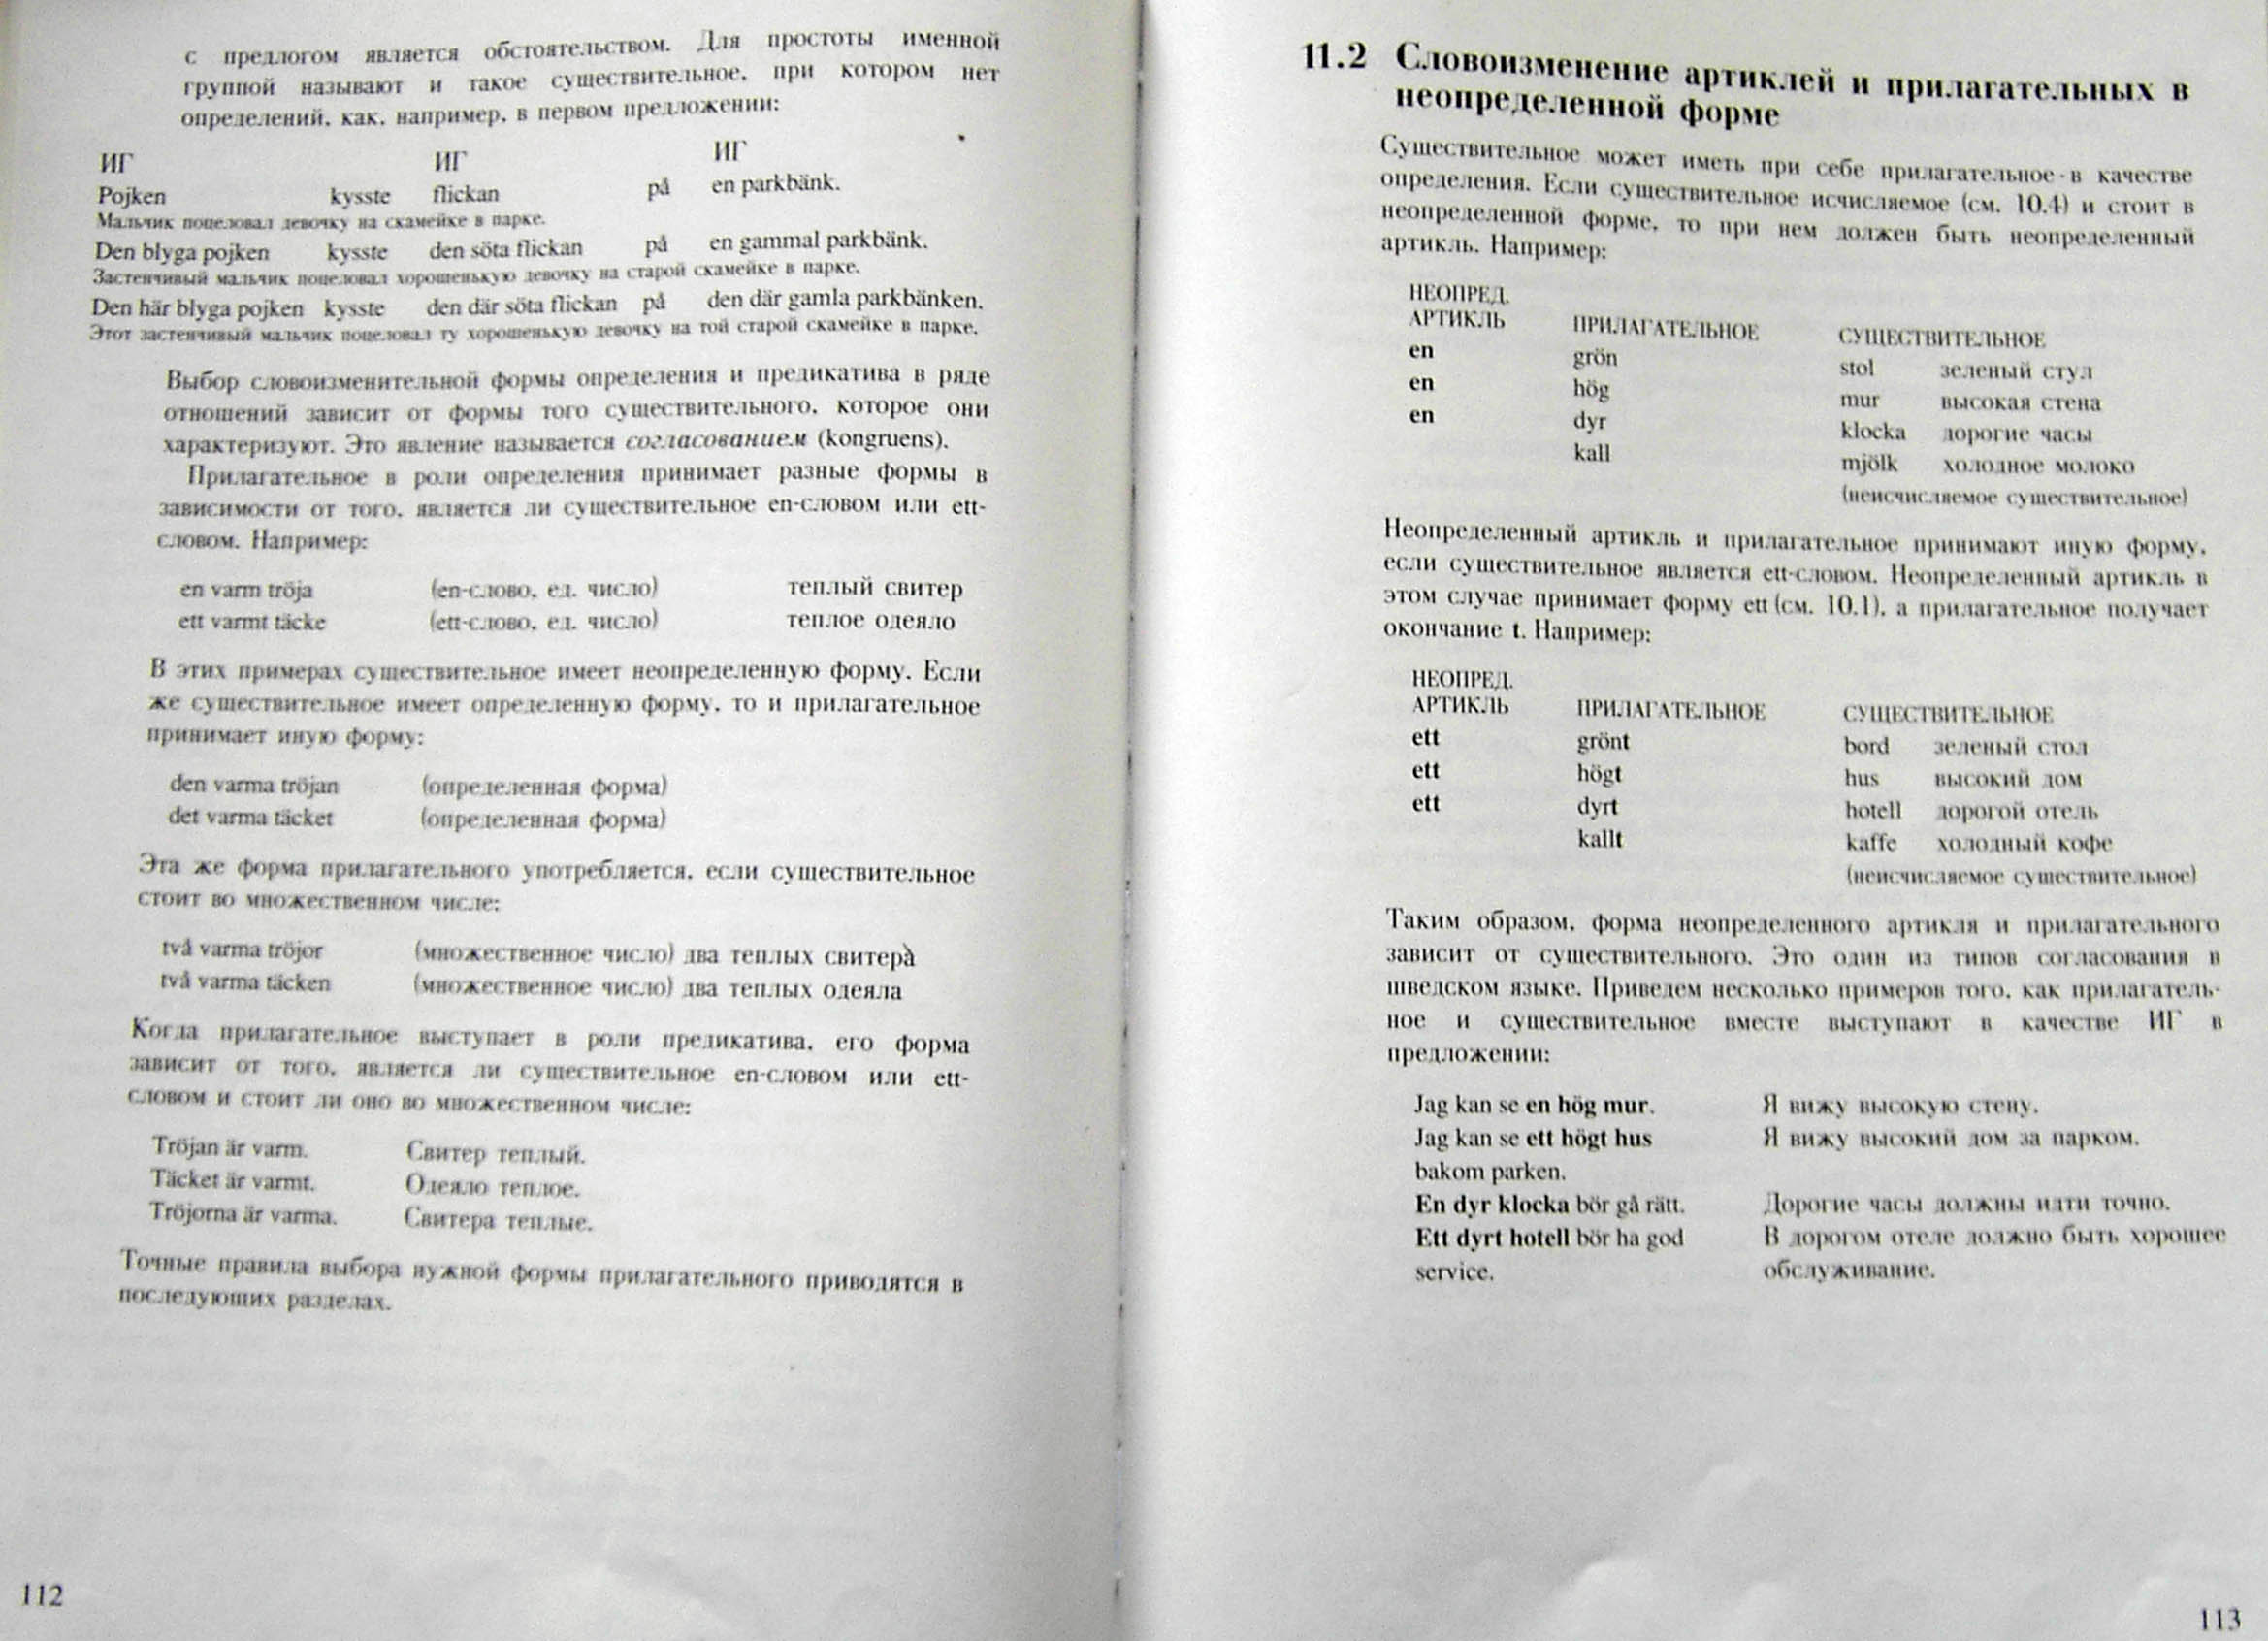 с предлогом является обстоятельством. Для простоты именной
группой называют и такое существительное, при котором нет
определений, как, например, в первом предложении:
ИГ ИГ ИГ
Pojken kysste flickan på en parkbänk.
Мальчик поцеловал девочку на скамейке в парке.
Den blyga pojken kysste den söta flickan på en gammal parkbänk.
Застенчивый мальчик поцеловал хорошенькую девочку на старой скамейке в парке.
Den här blyga pojken kysste den där söta flickan på den där gamla parkbänken.
Этот застенчивый мальчик поцеловал ту хорошенькую девочку на той старой скамейке в парке.
Выбор словоизменительной формы определения и предикатива в ряде
отношений зависит от формы того существительного, которое они
характеризуют. Это явление называется согласованием (kongruens).
Прилагательное в роли определения принимает разные формы в
зависимости от того, является ли существительное en-словом или ett-
словом. Например:
en varm tröja (en-слово, ед. число) теплый свитер
ett varmt täcke (ett-слово, ед. число) теплое одеяло
В этих примерах существительное имеет неопределенную форму. Если
же существительное имеет определенную форму, то и прилагательное
принимает иную форму:
den varma tröjan (определенная форма)
det varma täcket (определенная форма)
Эта же форма прилагательного употребляется, если существительное
стоит во множественном числе:
två varma tröjor (множественное число) два теплых свитера̀
två varma täcken (множественное число) два теплых одеяла
Когда прилагательное выступает в роли предикатива, его форма
зависит от того, является ли существительное en-словом или ett-
словом и стоит ли оно во множественном числе:
Tröjan är varm. Свитер теплый.
Täcket är varmt. Одеяло теплое.
Tröjorna är varma. Свитера теплые.
Точные правила выбора нужной формы прилагательного приводятся в
последующих разделах.
112
11.2 Словоизменение артиклей и прилагательных в
неопределенной форме
Существительное может иметь при себе прилагательное в качестве
определения. Если существительное исчисляемое (см. 10.4) и стоит в
неопределенной форме, то при нем должен быть неопределенный
артикль. Например:
НЕОПРЕД.
АРТИКЛЬ ПРИЛАГАТЕЛЬНОЕ СУЩЕСТВИТЕЛЬНОЕ
en grön stol зеленый стул
en hög mur высокая стена
en dyr klocka дорогие часы
kall mjölk холодное молоко
(неисчисляемое существительное)
Неопределенный артикль и прилагательное принимают иную форму,
если существительное является ett-словом. Неопределенный артикль в
этом случае принимает форму ett (см. 10.1), а прилагательное получает
окончание t. Например:
НЕОПРЕД.
АРТИКЛЬ ПРИЛАГАТЕЛЬНОЕ СУЩЕСТВИТЕЛЬНОЕ
ett grönt bord зеленый стол
ett högt hus высокий дом
ett dyrt hotell дорогой отель
kallt kaffe холодный кофе
(неисчисляемое существительное)
Таким образом, форма неопределенного артикля и прилагательного
зависит от существительного. Это один из типов согласования в
шведском языке. Приведем несколько примеров того, как прилагатель-
ное и существительное вместе выступают в качестве ИГ в
предложении:
Jag kan se en hög mur. Я вижу высокую стену.
Jag kan se ett högt hus Я вижу высокий дом за парком.
bakom parken.
En dyr klocka bör gå rätt. Дорогие часы должны идти точно.
Ett dyrt hotell bör ha god В дорогом отеле должно быть хорошее
service. обслуживание.
113